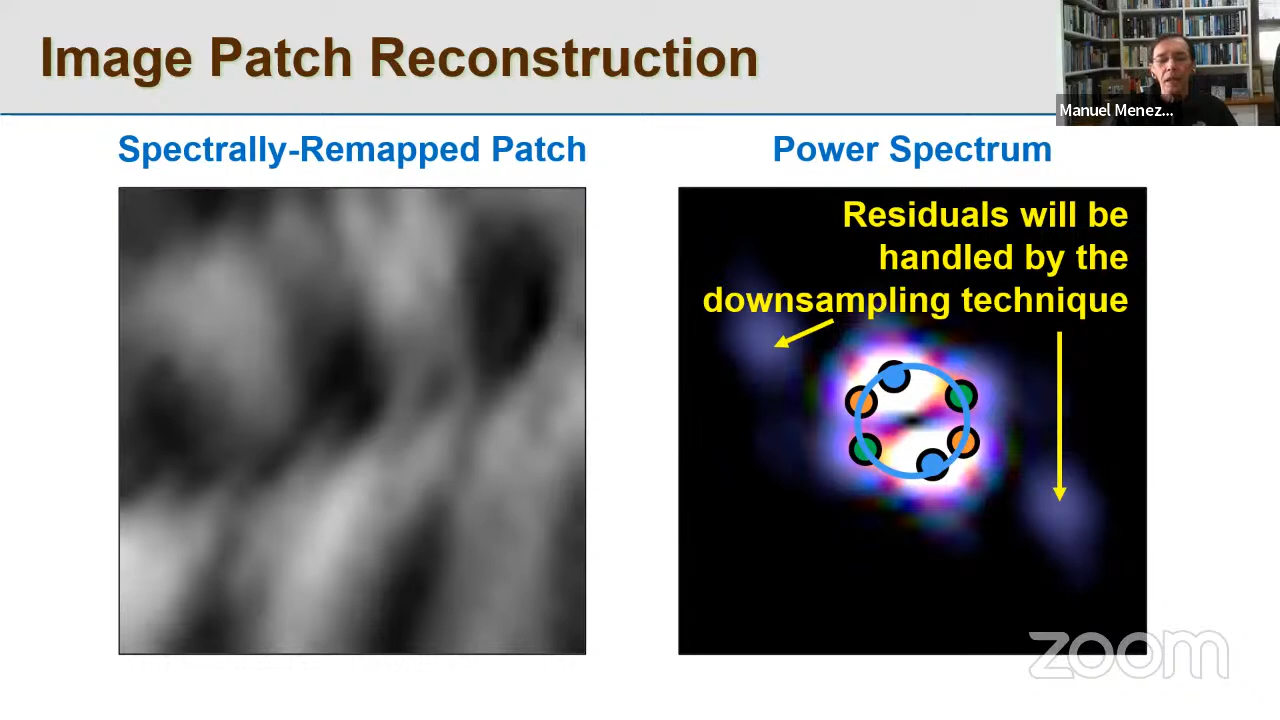 Image Patch Reconstruction
Manuel Menez...
Spectrally-Remapped Patch
Power Spectrum
Residuals will be
handled by the
downsampling technique
zoom